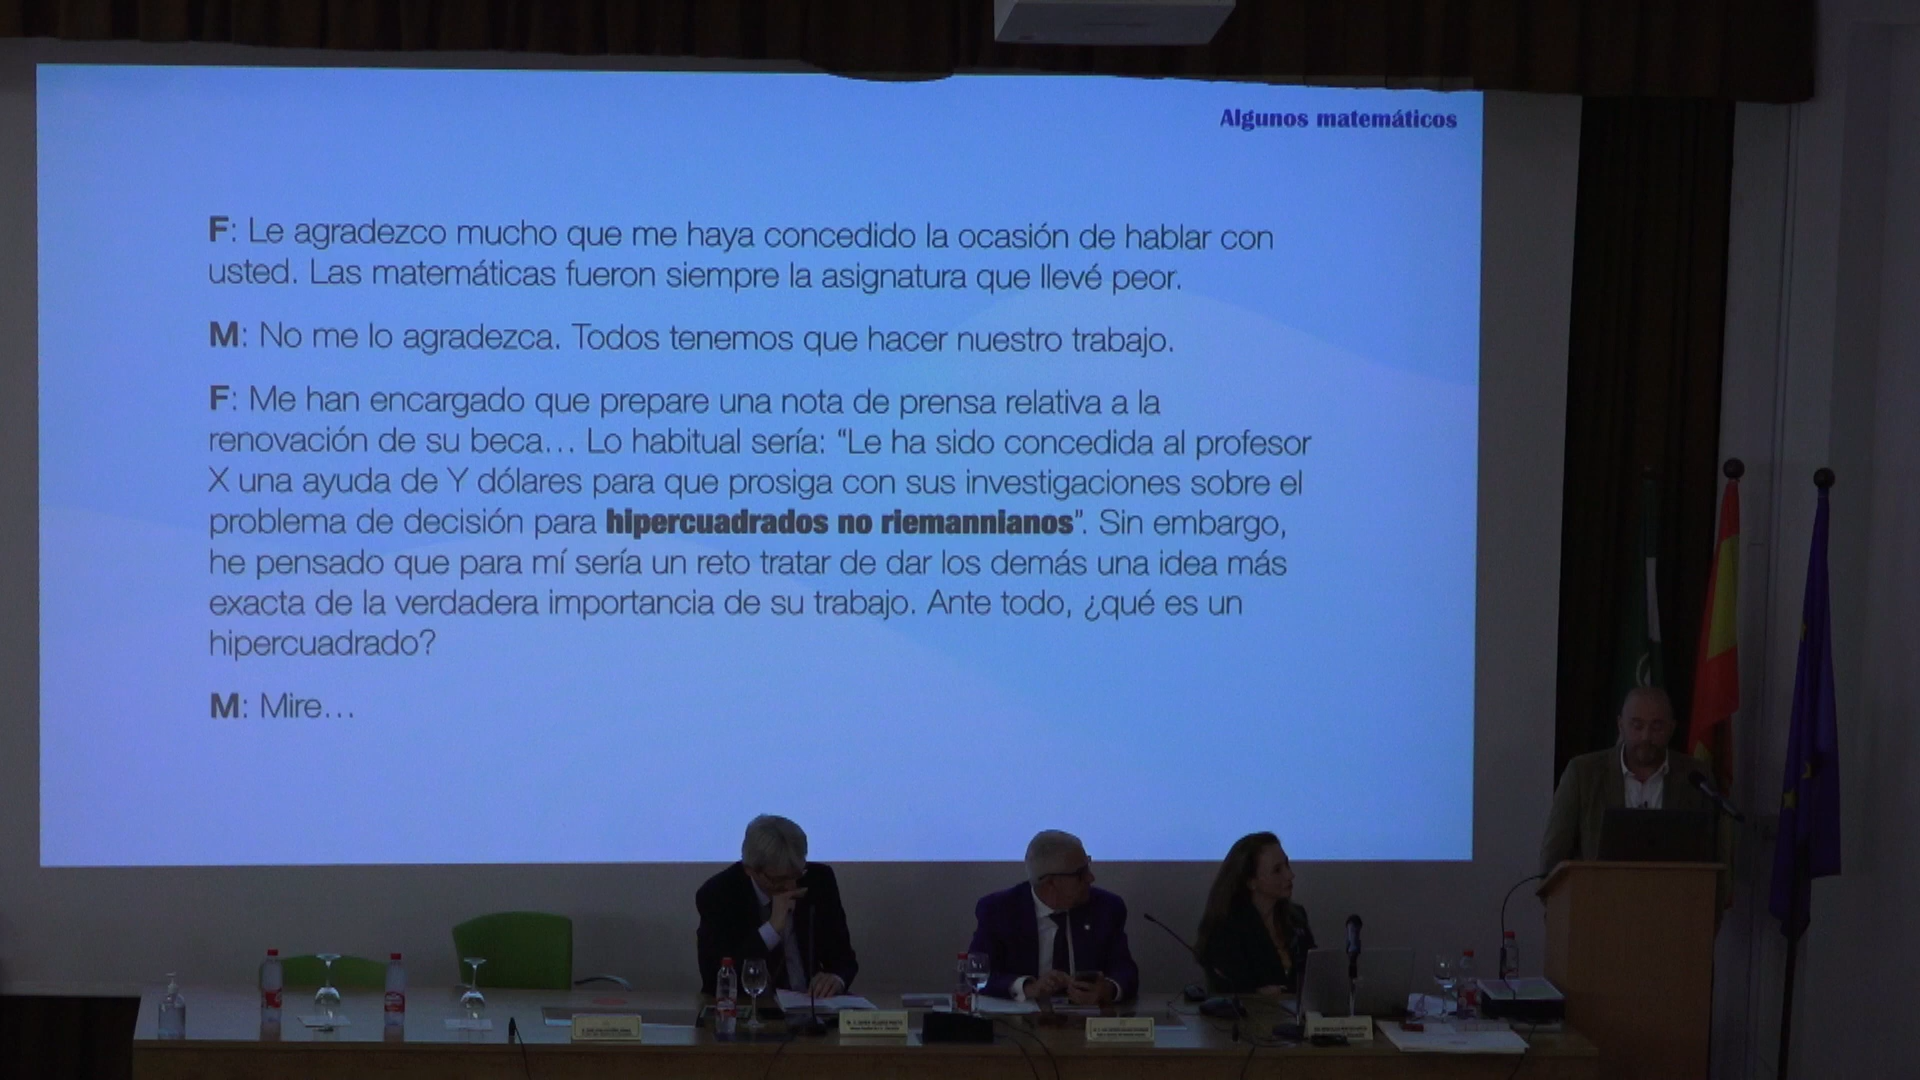 Algunos matemáticos
F: Le agradezco mucho que me haya concedido la ocasión de hablar con
usted. Las matemáticas fueron siempre la asignatura que llevé peor.
M: No me lo agradezca. Todos tenemos que hacer nuestro trabajo.
F: Me han encargado que prepare una nota de prensa relativa a la
renovación de su beca… Lo habitual sería: “Le ha sido concedida al profesor
X una ayuda de Y dólares para que prosiga con sus investigaciones sobre el
problema de decisión para hipercuadrados no riemannianos”. Sin embargo,
he pensado que para mí sería un reto tratar de dar los demás una idea más
exacta de la verdadera importancia de su trabajo. Ante todo, ¿qué es un
hipercuadrado?
M: Mire…